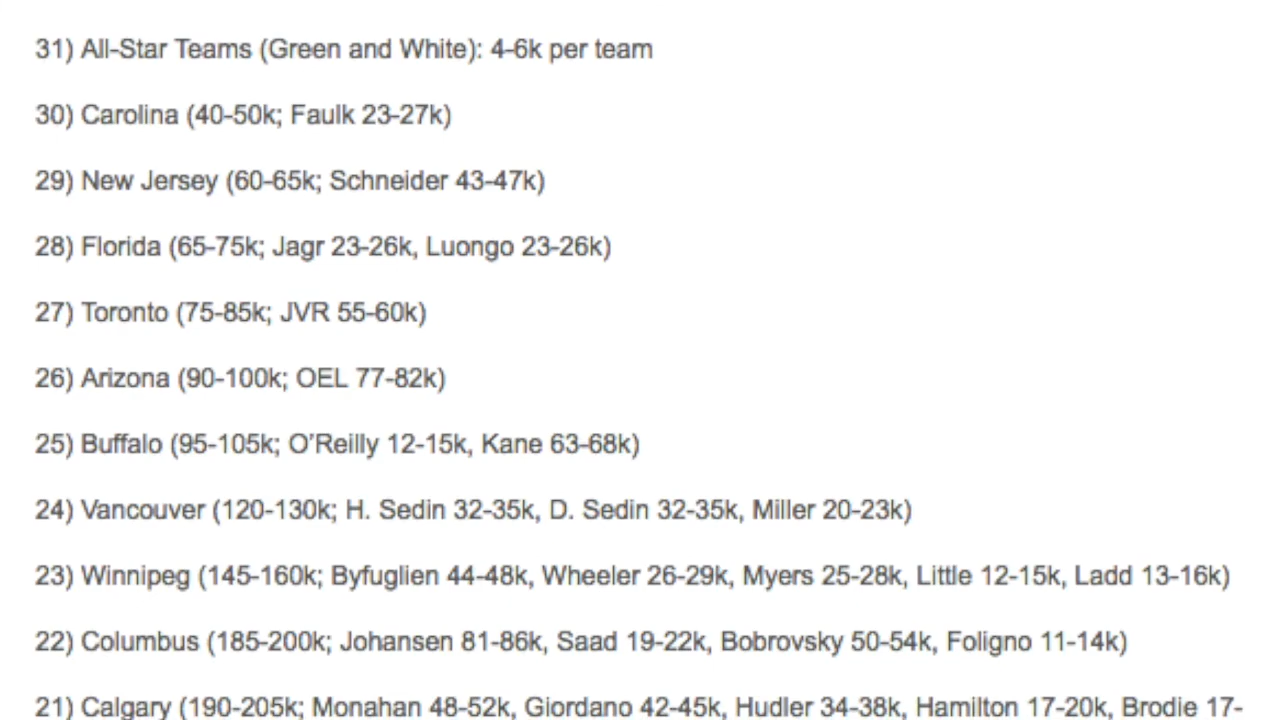 31) All-Star Teams (Green and White): 4-6k per team
30) Carolina (40-50k; Faulk 23-27k)
29) New Jersey (60-65k; Schneider 43-47k)
28) Florida (65-75k; Jagr 23-26k, Luongo 23-26k)
27) Toronto (75-85k; JVR 55-60k)
26) Arizona (90-100k; OEL 77-82k)
25) Buffalo (95-105k; O’Reilly 12-15k, Kane 63-68k)
24) Vancouver (120-130k; H. Sedin 32-35k, D. Sedin 32-35k, Miller 20-23k)
23) Winnipeg (145-160k; Byfuglien 44-48k, Wheeler 26-29k, Myers 25-28k, Little 12-15k, Ladd 13-16k)
22) Columbus (185-200k; Johansen 81-86k, Saad 19-22k, Bobrovsky 50-54k, Foligno 11-14k)
21) Calgary (190-205k; Monahan 48-52k, Giordano 42-45k, Hudler 34-38k, Hamilton 17-20k, Brodie 17-